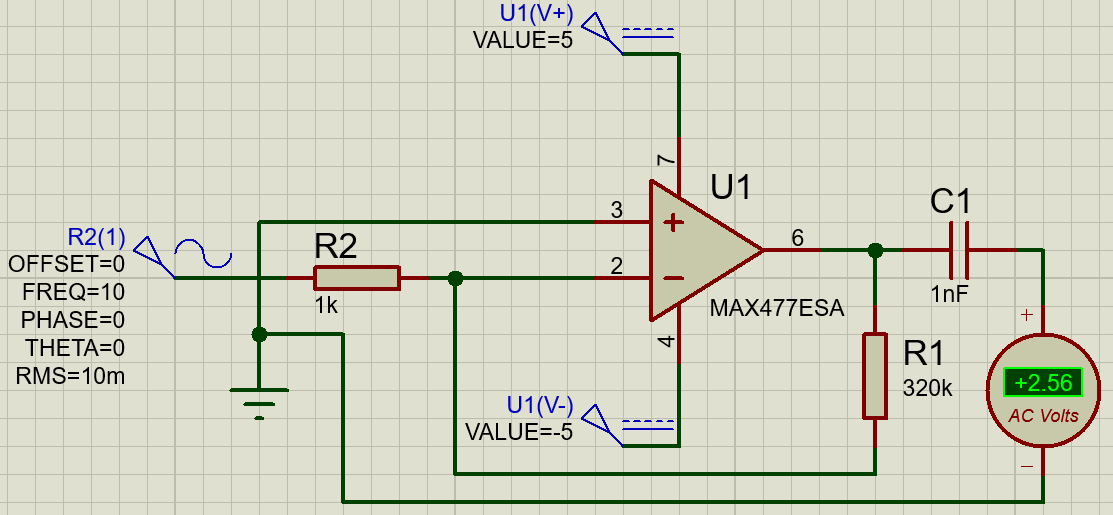 U1(V+)
VALUE=5
7
U1
3
+
2
−
6
MAX477ESA
4
R2(1)
OFFSET=0
FREQ=10
PHASE=0
THETA=0
RMS=10m
R2
1k
C1
1nF
R1
320k
+
+2.56
AC Volts
−
U1(V-)
VALUE=-5